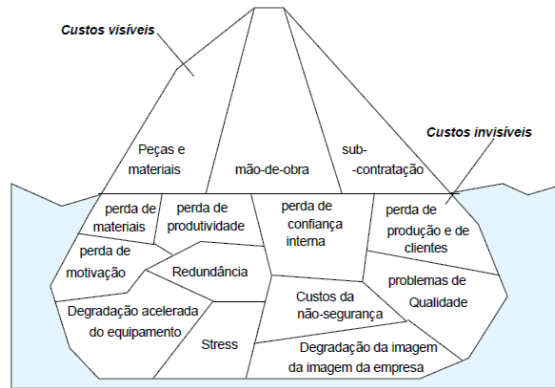 Custos visíveis
Custos invisíveis
Peças e
materiais
mão-de-obra
sub-
-contratação
perda de
materiais
perda de
produtividade
perda de
confiança
interna
perda de
produção e de
clientes
perda de
motivação
Redundância
problemas de
Qualidade
Degradação acelerada
do equipamento
Custos da
não-segurança
Stress
Degradação da imagem
da imagem da empresa